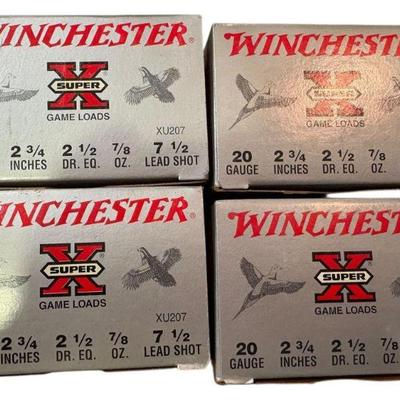 WINCHESTER
SUPER X
GAME LOADS
XU207
2 3/4 2 1/2 7/8 7 1/2
INCHES DR. EQ. OZ. LEAD SHOT
WINCHESTER
SUPER X
GAME LOADS
20 2 3/4 2 1/2 7/8
GAUGE INCHES DR. EQ. OZ.
WINCHESTER
SUPER X®
GAME LOADS
XU207
2 3/4 2 1/2 7/8 7 1/2
INCHES DR. EQ. OZ. LEAD SHOT
WINCHESTER
SUPER X
GAME LOADS
20 2 3/4 2 1/2 7/8
GAUGE INCHES DR. EQ. OZ.